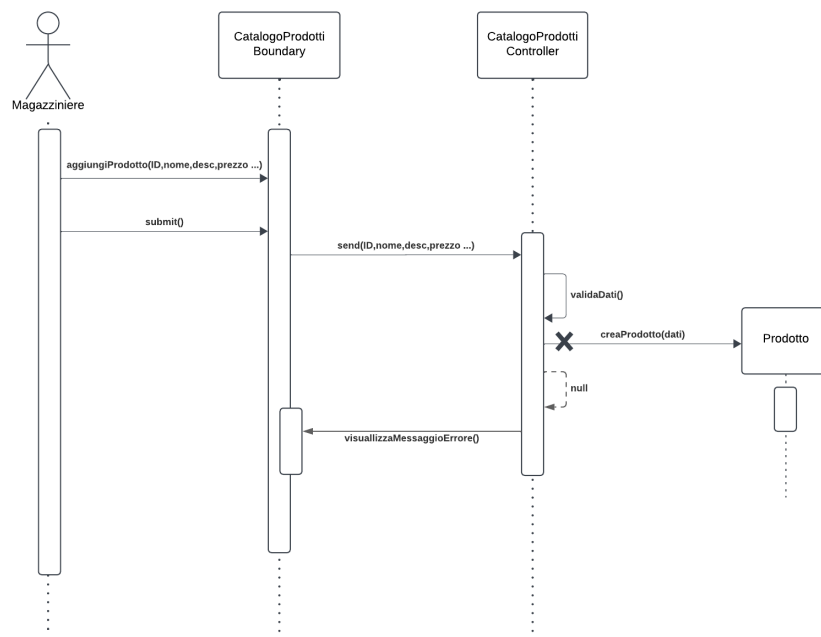 CatalogoProdotti
Boundary
CatalogoProdotti
Controller
Magazziniere
aggiungiProdotto(ID,nome,desc,prezzo ...)
submit()
send(ID,nome,desc,prezzo ...)
validaDati()
creaProdotto(dati)
Prodotto
null
visuallizzaMessaggioErrore()